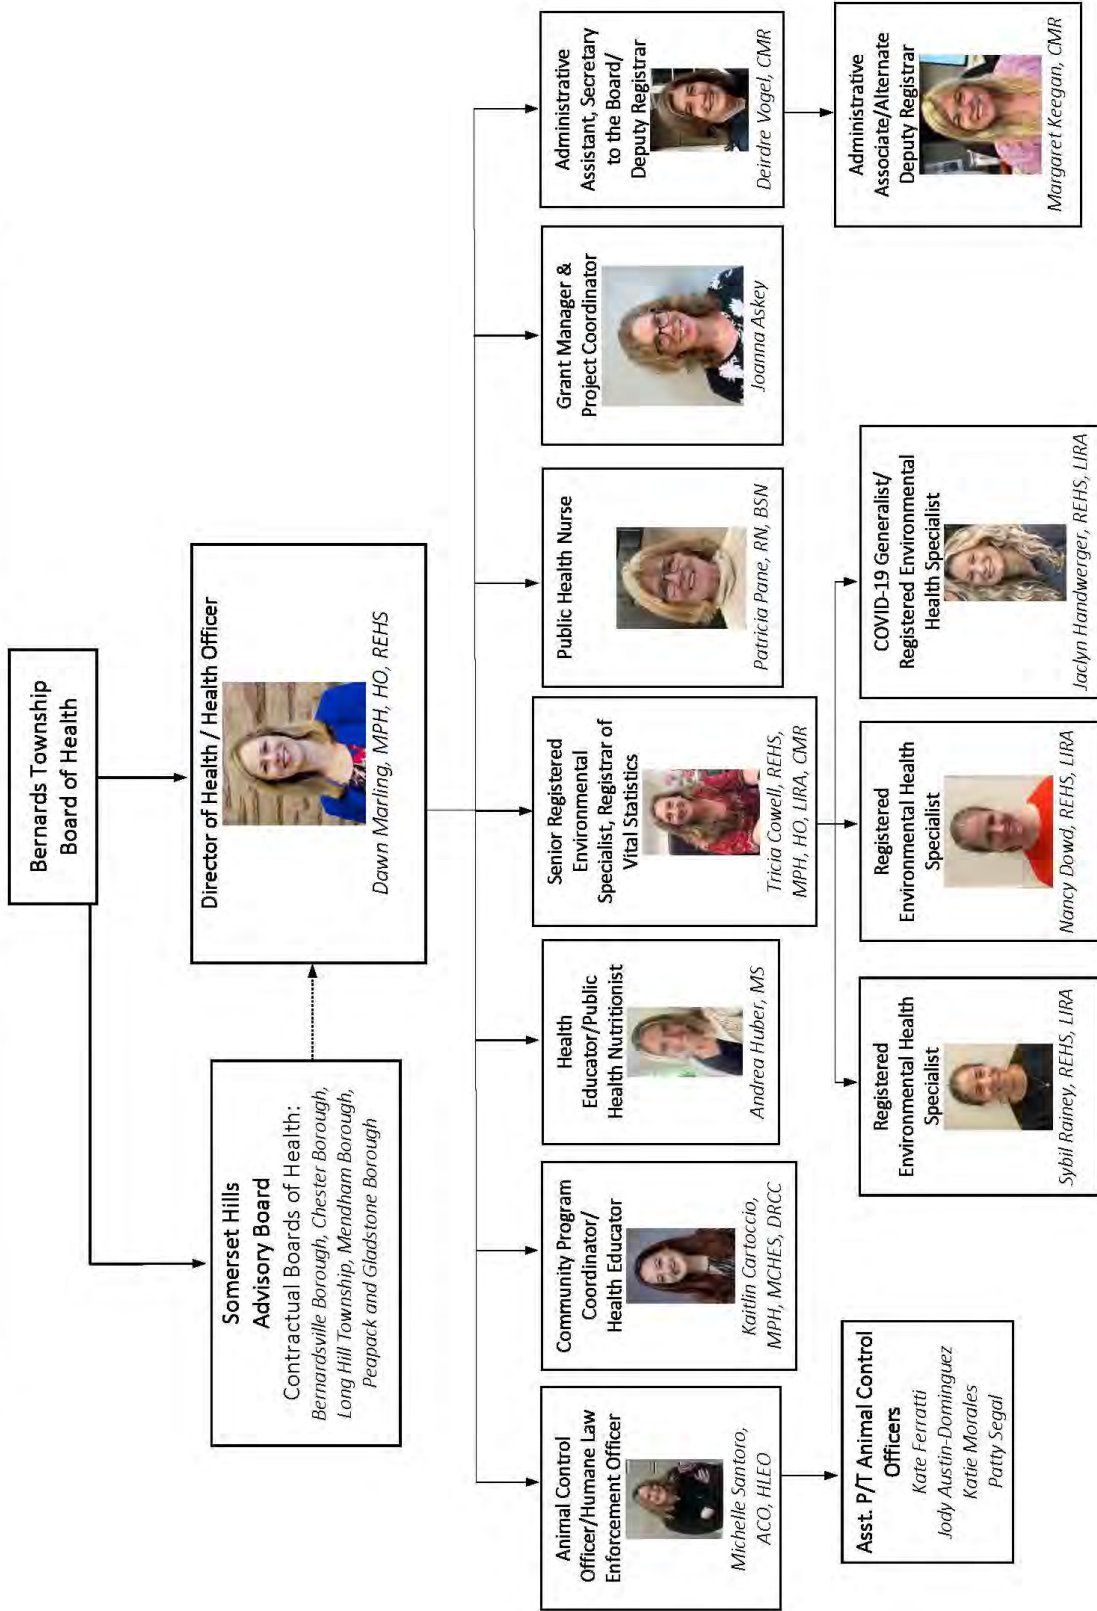 Bernards Township
Board of Health
Somerset Hills
Advisory Board
Contractual Boards of Health:
Bernardsville Borough, Chester Borough,
Long Hill Township, Mendham Borough,
Peapack and Gladstone Borough
Director of Health / Health Officer
Dawn Marling, MPH, HO, REHS
Animal Control
Officer/Humane Law
Enforcement Officer
Michelle Santoro,
ACO, HLEO
Community Program
Coordinator/
Health Educator
Kaitlin Cartoccio,
MPH, MCHES, DRCC
Health
Educator/Public
Health Nutritionist
Andrea Huber, MS
Senior Registered
Environmental
Specialist, Registrar of
Vital Statistics
Tricia Cowell, REHS,
MPH, HO, LIRA, CMR
Public Health Nurse
Patricia Pane, RN, BSN
Grant Manager &
Project Coordinator
Joanna Askey
Administrative
Assistant, Secretary
to the Board/
Deputy Registrar
Deirdre Vogel, CMR
Asst. P/T Animal Control
Officers
Kate Ferratti
Jody Austin-Dominguez
Katie Morales
Patty Segal
Registered
Environmental Health
Specialist
Sybil Rainey, REHS, LIRA
Registered
Environmental Health
Specialist
Nancy Dowd, REHS, LIRA
COVID-19 Generalist/
Registered Environmental
Health Specialist
Jaclyn Handwerger, REHS, LIRA
Administrative
Associate/Alternate
Deputy Registrar
Margaret Keegan, CMR